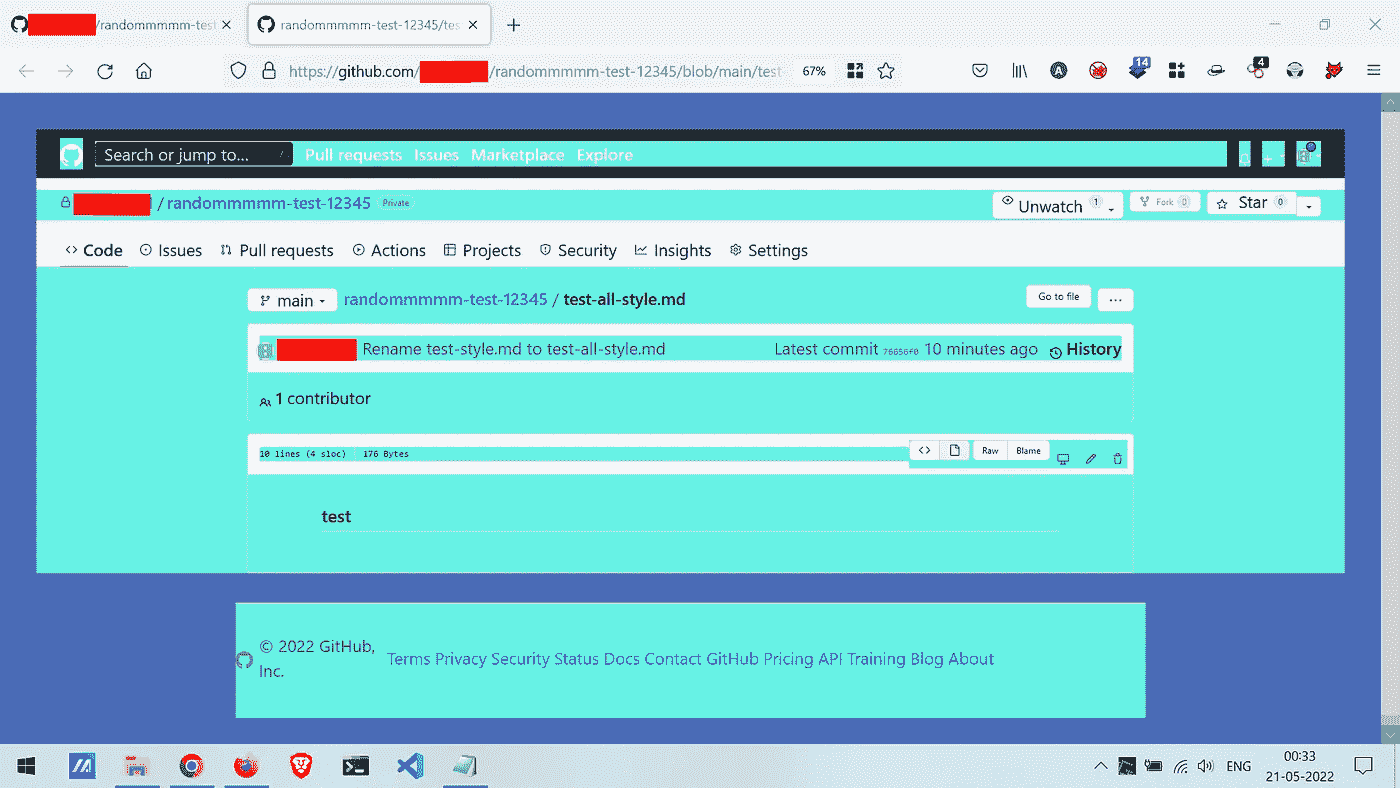 /randommmmm-test
randommmmm-test-12345/tes
https://github.com/ /randommmmm-test-12345/blob/main/test
67%
14
4
Search or jump to... /
Pull requests Issues Marketplace Explore
/ randommmmm-test-12345 Private
Unwatch 1
Fork 0
Star 0
Code Issues Pull requests Actions Projects Security Insights Settings
main
randommmmm-test-12345 / test-all-style.md
Go to file
...
Rename test-style.md to test-all-style.md
Latest commit 76656f0 10 minutes ago History
1 contributor
10 lines (4 sloc) 176 Bytes
<> Raw Blame
test
© 2022 GitHub,
Inc.
Terms Privacy Security Status Docs Contact GitHub Pricing API Training Blog About
ENG
00:33
21-05-2022